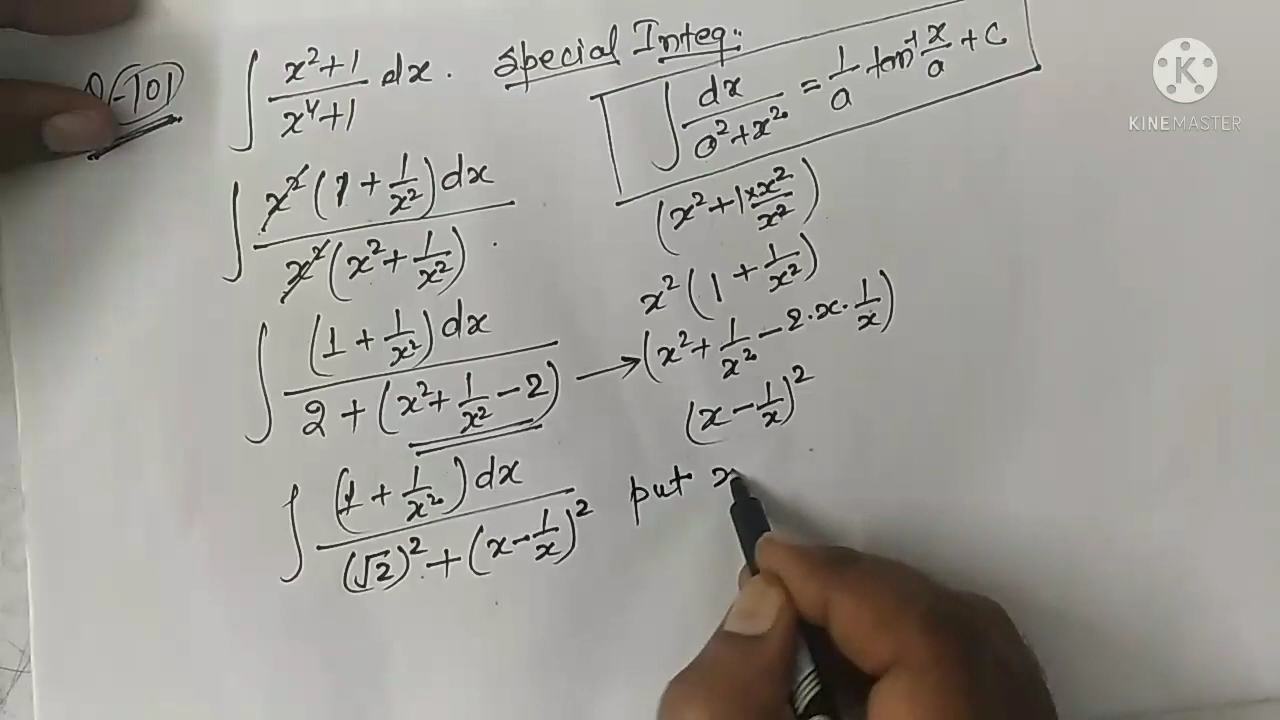 Q-101
∫ x²+1 / x⁴+1 dx. Special Integ.:
∫ dx / a²+x² = 1/a tan⁻¹ x/a + C
∫ x²(1 + 1/x²) dx / x²(x² + 1/x²).
(x² + 1 × x²/x²)
x²(1 + 1/x²)
∫ (1 + 1/x²) dx / 2 + (x² + 1/x² - 2) → (x² + 1/x² - 2·x·1/x)
(x - 1/x)²
∫ (1 + 1/x²) dx / (√2)² + (x - 1/x)² put x
K
KINEMASTER